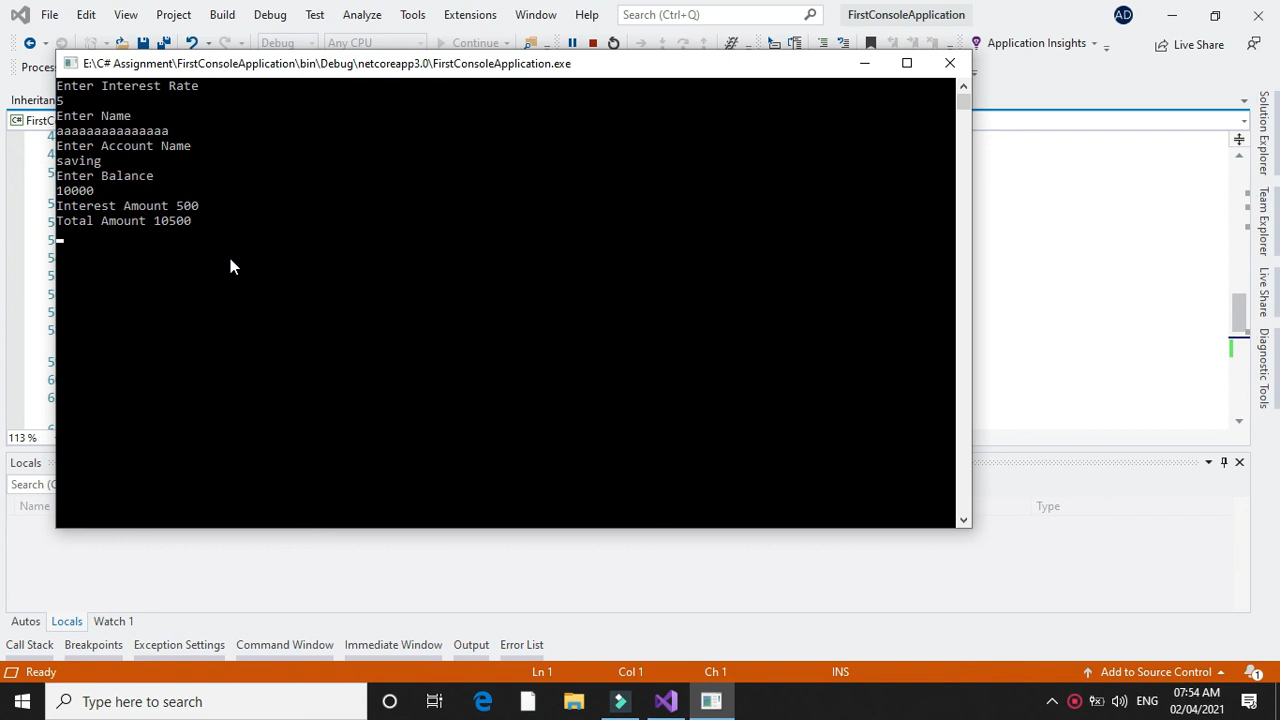 File Edit View Project Build Debug Test Analyze Tools Extensions Window Help Search (Ctrl+Q) FirstConsoleApplication AD
Debug Any CPU Continue Application Insights Live Share
Proces
E:\C# Assignment\FirstConsoleApplication\bin\Debug\netcoreapp3.0\FirstConsoleApplication.exe
Inheritan
C# FirstC
Enter Interest Rate
5
Enter Name
aaaaaaaaaaaaaaa
Enter Account Name
saving
Enter Balance
10000
Interest Amount 500
Total Amount 10500
Solution Explorer
Team Explorer
Live Share
Diagnostic Tools
113 %
Locals
Search (C
Name Type
Autos Locals Watch 1
Call Stack Breakpoints Exception Settings Command Window Immediate Window Output Error List
Ready Ln 1 Col 1 Ch 1 INS Add to Source Control 1
Type here to search ENG 07:54 AM
02/04/2021